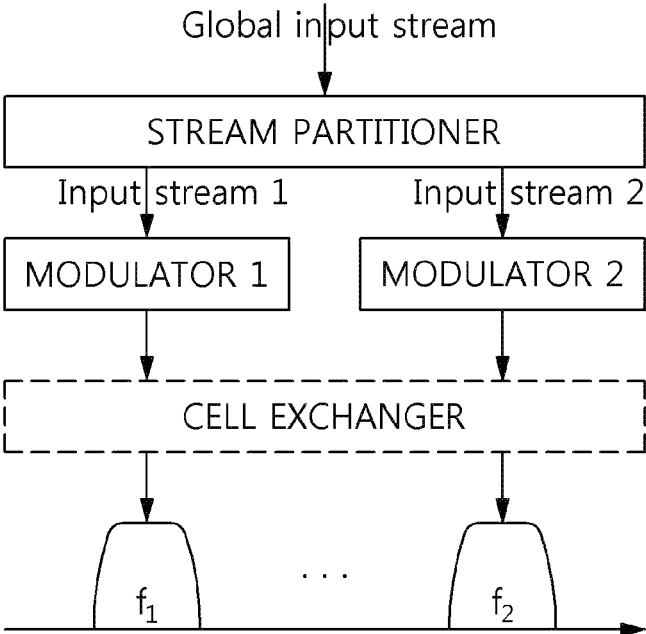 Global input stream
STREAM PARTITIONER
Input stream 1
Input stream 2
MODULATOR 1
MODULATOR 2
CELL EXCHANGER
f1
. . .
f2